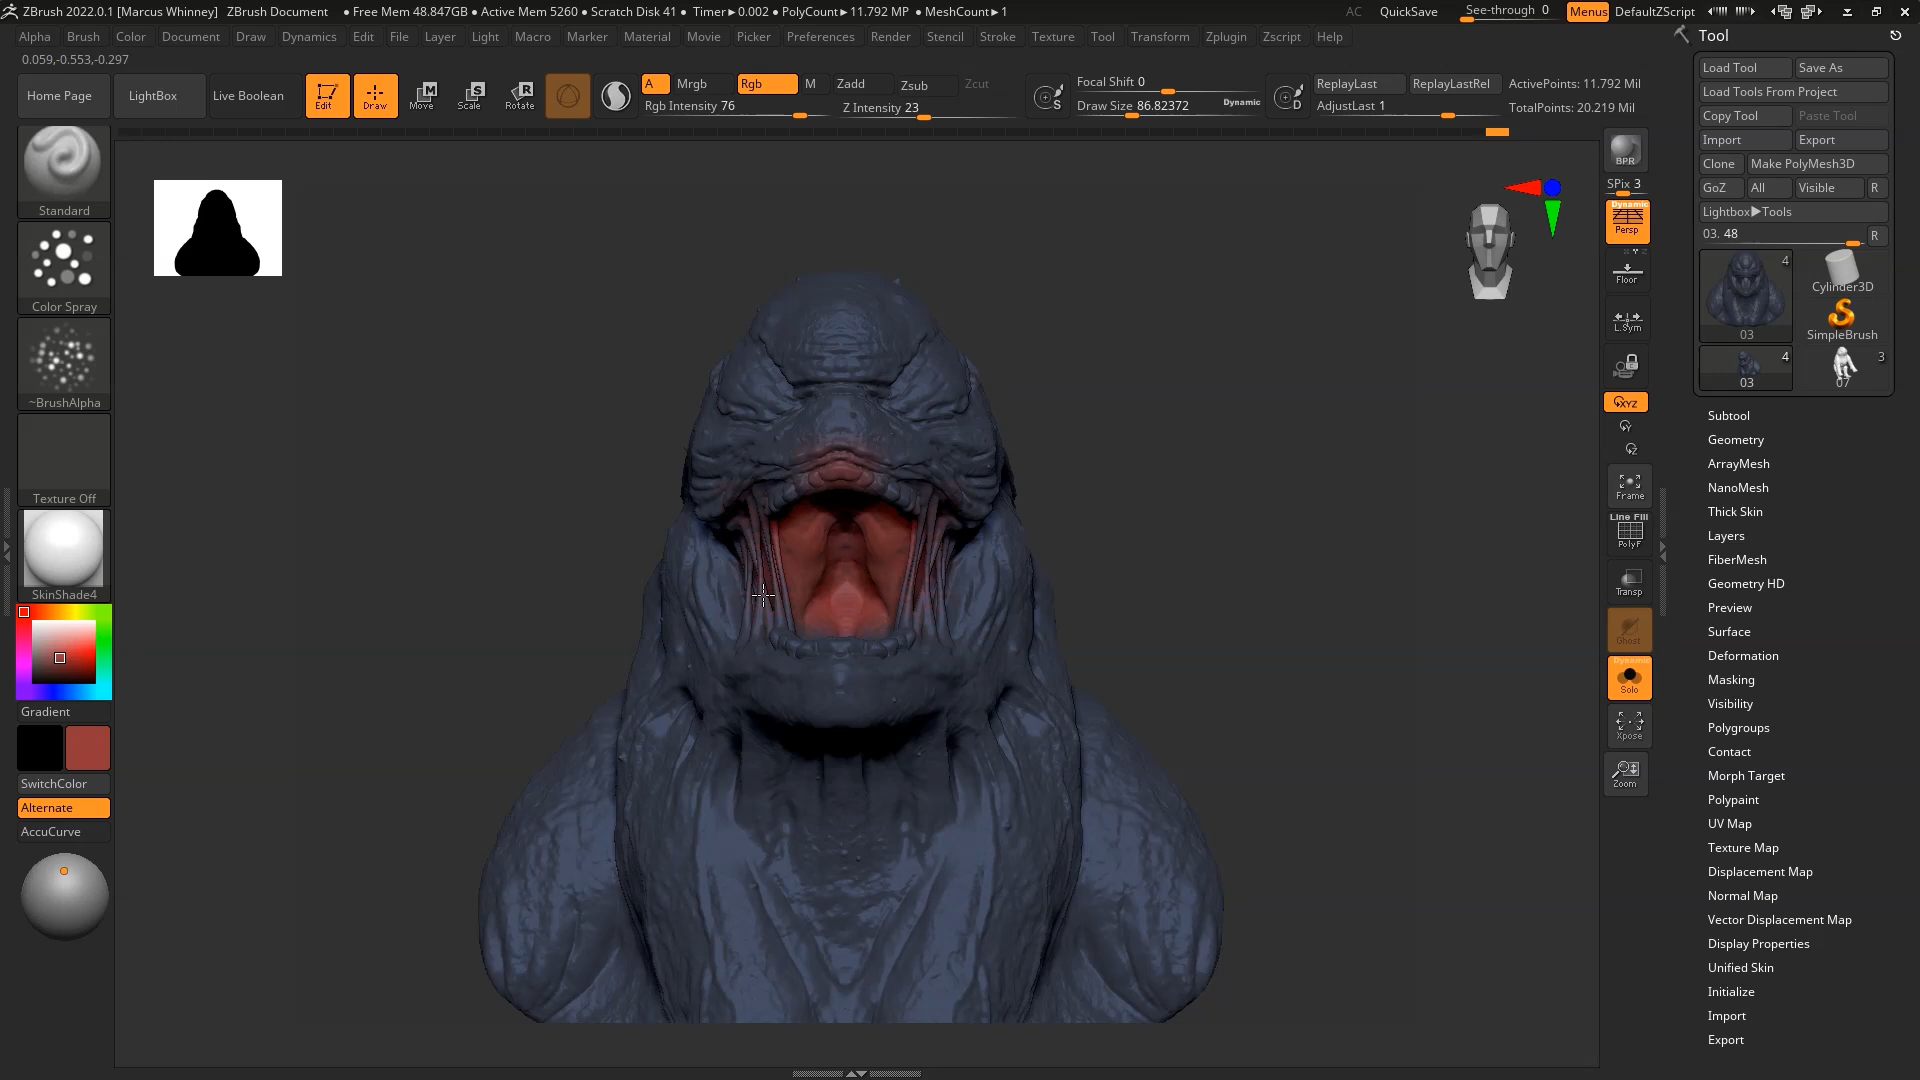 ZBrush 2022.0.1 [Marcus Whinney] ZBrush Document ● Free Mem 48.847GB ● Active Mem 5260 ● Scratch Disk 41 ● Timer►0.002 ● PolyCount►11.792 MP ● MeshCount►1 AC QuickSave See-through 0 Menus DefaultZScript
Alpha Brush Color Document Draw Dynamics Edit File Layer Light Macro Marker Material Movie Picker Preferences Render Stencil Stroke Texture Tool Transform Zplugin Zscript Help
0.059,-0.553,-0.297
Home Page LightBox Live Boolean Edit Draw Move Scale Rotate
A Mrgb Rgb M Zadd Zsub Zcut
Rgb Intensity 76 Z Intensity 23
S
Focal Shift 0
Draw Size 86.82372 Dynamic
D
ReplayLast ReplayLastRel
AdjustLast 1
ActivePoints: 11.792 Mil
TotalPoints: 20.219 Mil
Standard
Color Spray
~BrushAlpha
Texture Off
SkinShade4
Gradient
SwitchColor
Alternate
AccuCurve
BPR
SPix 3
Dynamic
Persp
Floor
L.Sym
XYZ
Y
Z
Frame
Line Fill
PolyF
Transp
Ghost
Dynamic
Solo
Xpose
Zoom
Tool
Load Tool Save As
Load Tools From Project
Copy Tool Paste Tool
Import Export
Clone Make PolyMesh3D
GoZ All Visible R
Lightbox►Tools
03. 48 R
4
03
Cylinder3D
SimpleBrush
4
03
3
07
Subtool
Geometry
ArrayMesh
NanoMesh
Thick Skin
Layers
FiberMesh
Geometry HD
Preview
Surface
Deformation
Masking
Visibility
Polygroups
Contact
Morph Target
Polypaint
UV Map
Texture Map
Displacement Map
Normal Map
Vector Displacement Map
Display Properties
Unified Skin
Initialize
Import
Export